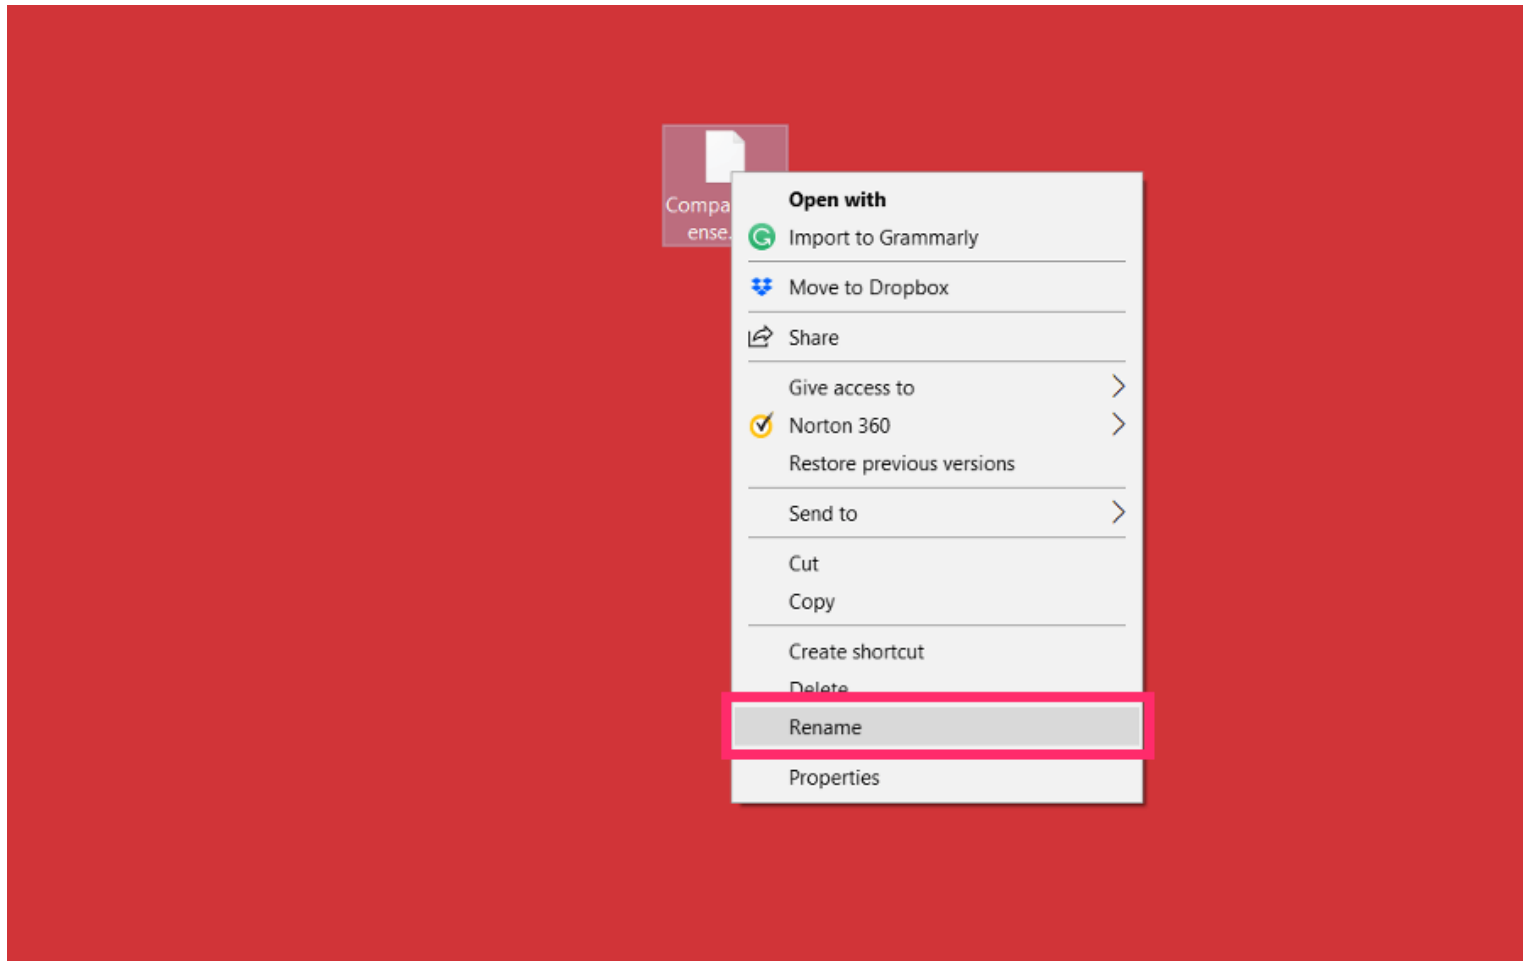 Compa
ense.
Open with
Import to Grammarly
Move to Dropbox
Share
Give access to
Norton 360
Restore previous versions
Send to
Cut
Copy
Create shortcut
Delete
Rename
Properties